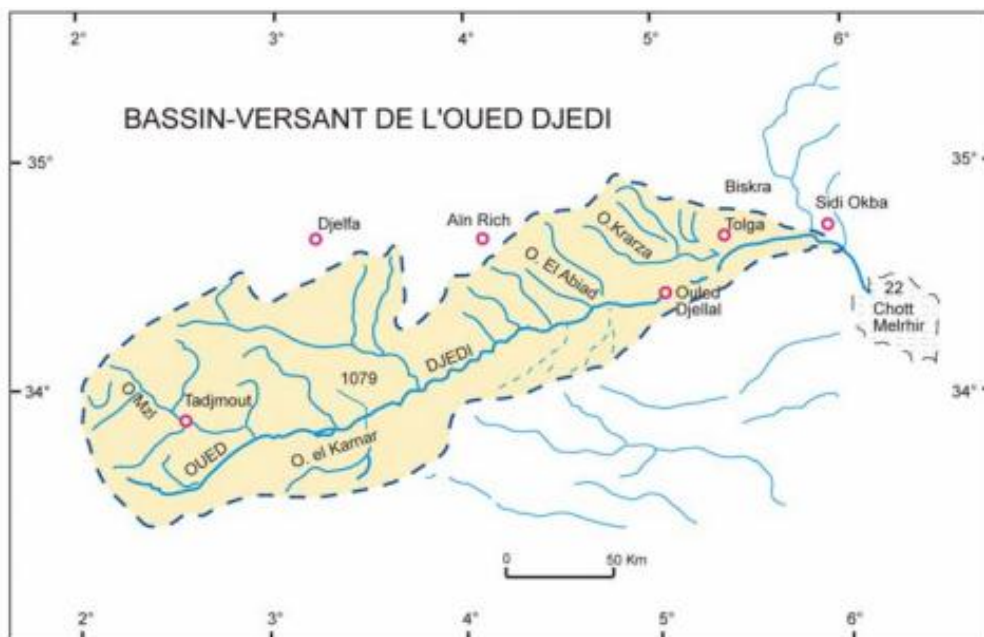 2°
3°
4°
5°
6°
BASSIN-VERSANT DE L'OUED DJEDI
35°
35°
Biskra
Sidi Okba
Djelfa
Aïn Rich
O.Krarza
Tolga
O. El Abiad
22
Chott
Melrhir
Ouled
Djellal
DJEDI
1079
34°
34°
O.Mzi
Tadjmout
OUED
O. el Kamar
0
50 Km
2°
3°
4°
5°
6°